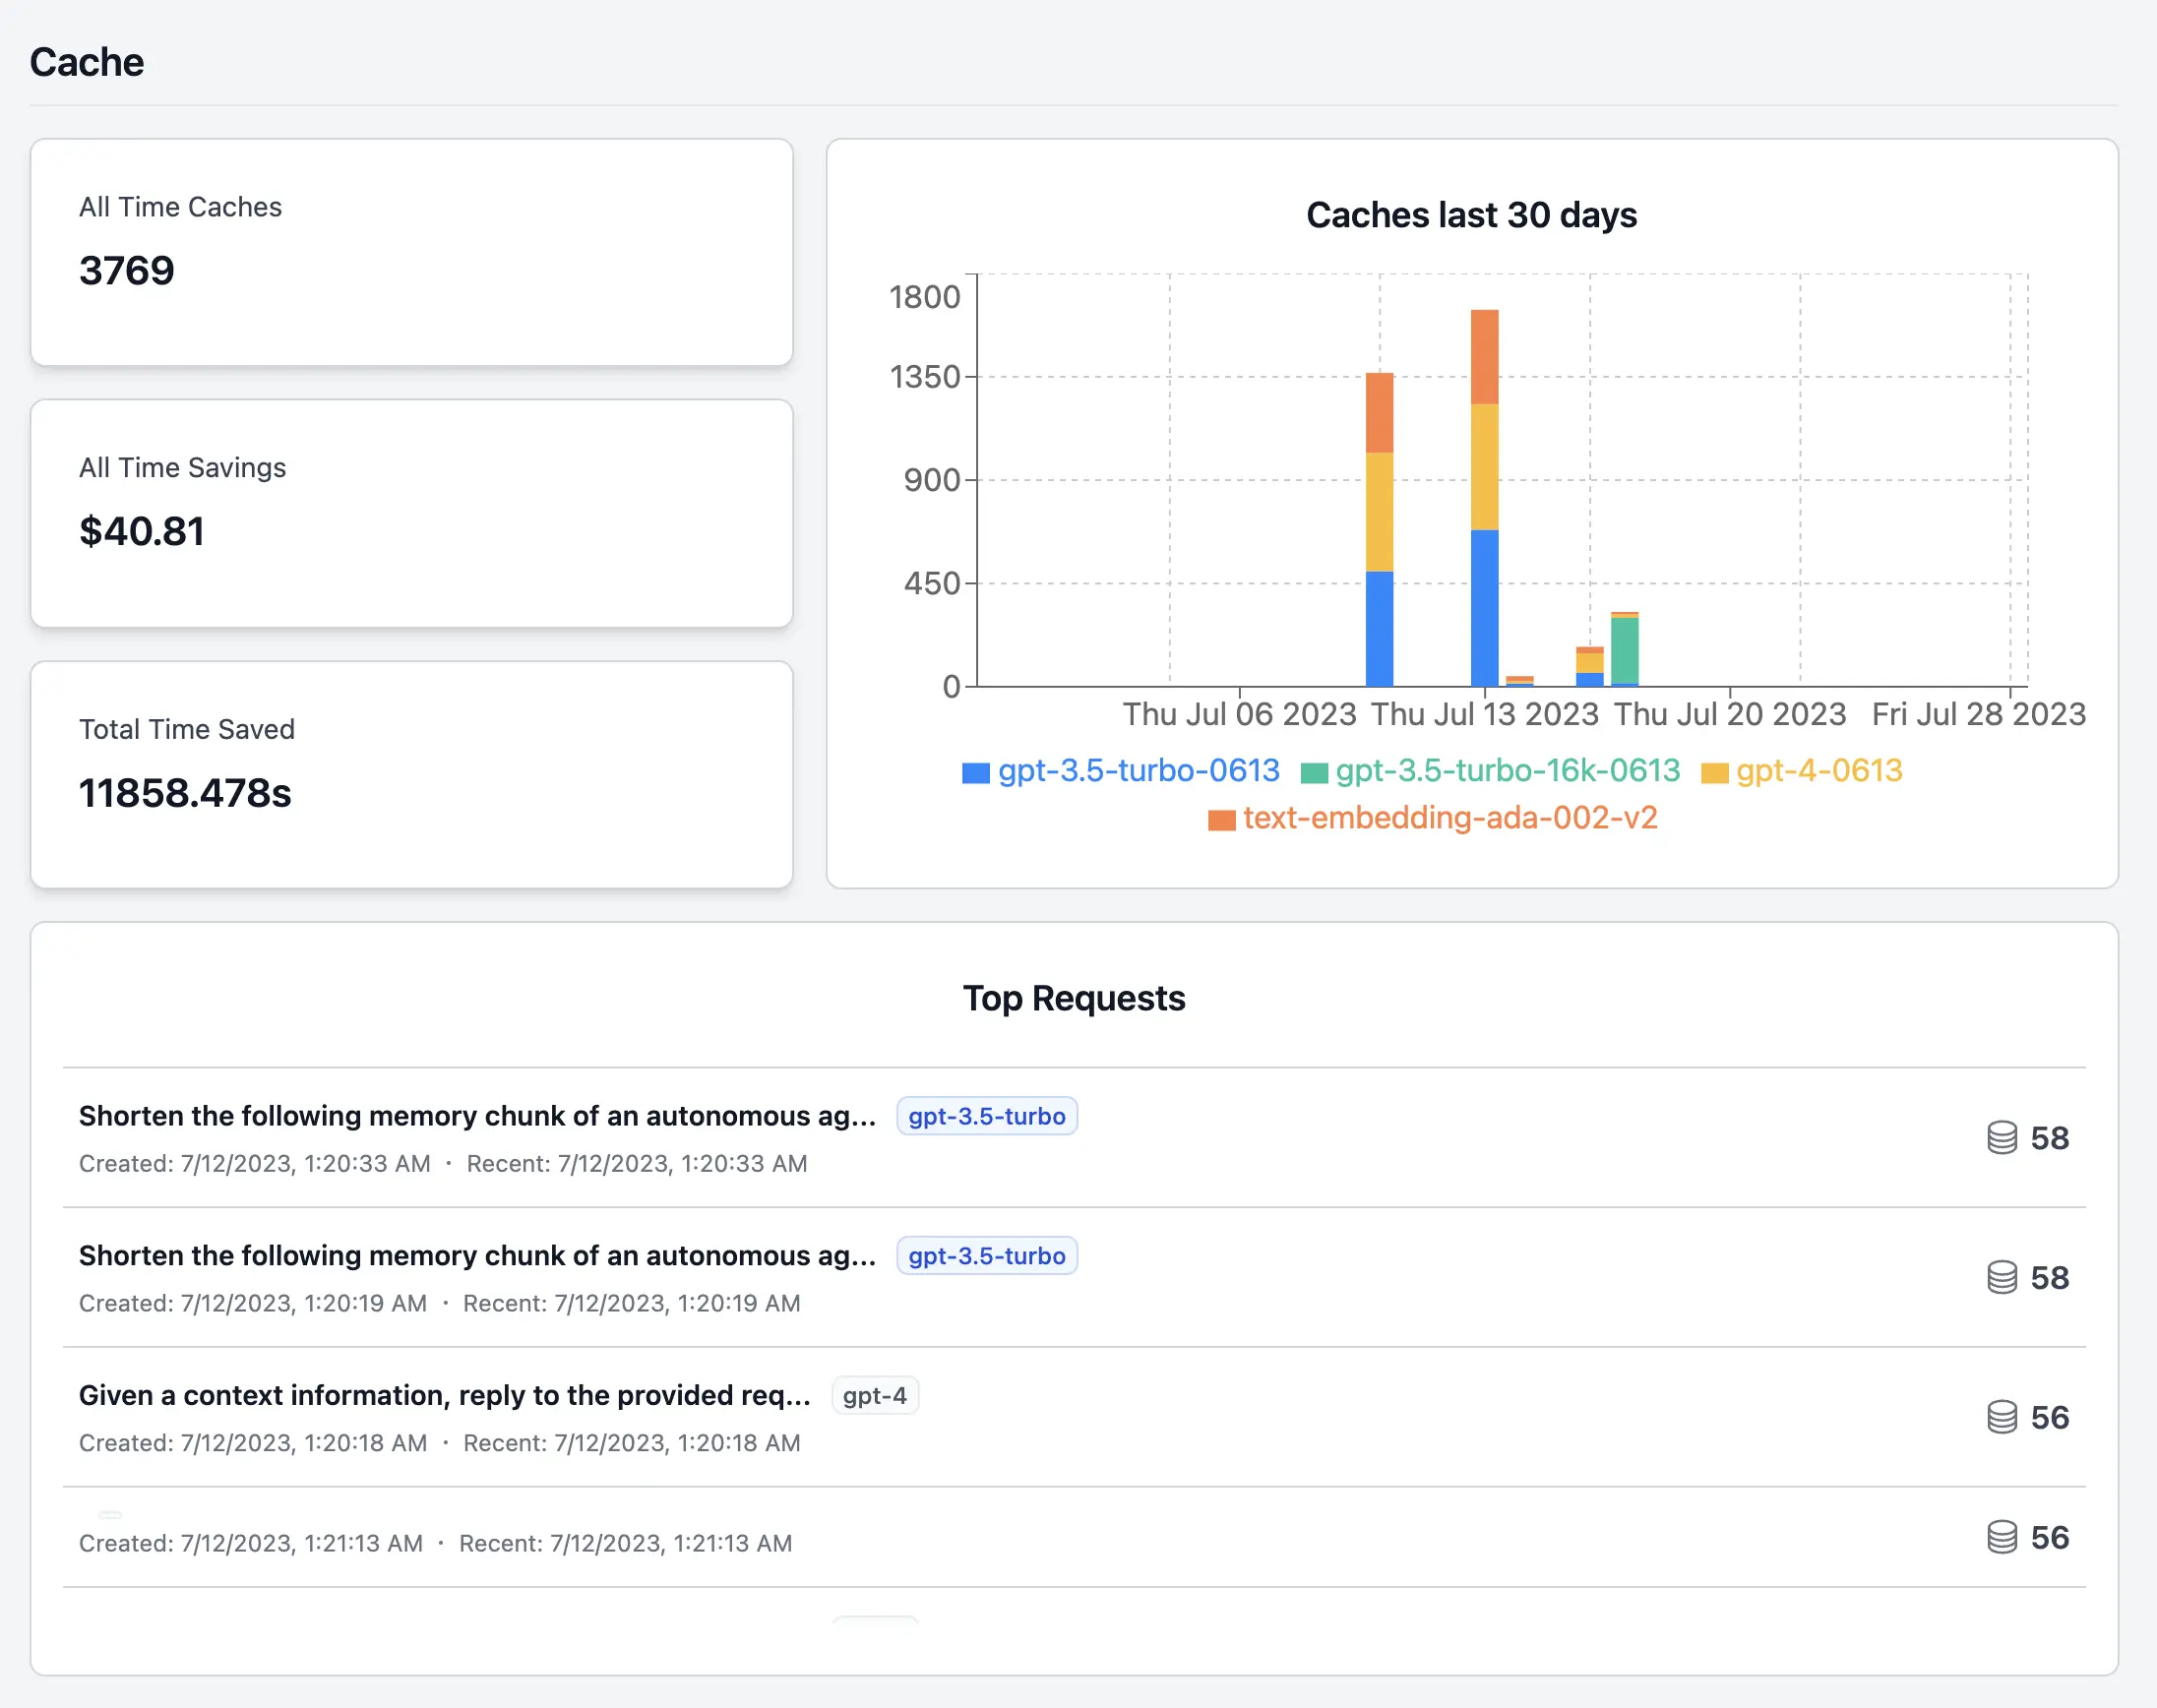 Cache
All Time Caches
3769
All Time Savings
$40.81
Total Time Saved
11858.478s
Caches last 30 days
1800
1350
900
450
0
Thu Jul 06 2023 Thu Jul 13 2023 Thu Jul 20 2023 Fri Jul 28 2023
gpt-3.5-turbo-0613 gpt-3.5-turbo-16k-0613 gpt-4-0613
text-embedding-ada-002-v2
Top Requests
Shorten the following memory chunk of an autonomous ag... gpt-3.5-turbo
58
Created: 7/12/2023, 1:20:33 AM · Recent: 7/12/2023, 1:20:33 AM
Shorten the following memory chunk of an autonomous ag... gpt-3.5-turbo
58
Created: 7/12/2023, 1:20:19 AM · Recent: 7/12/2023, 1:20:19 AM
Given a context information, reply to the provided req... gpt-4
56
Created: 7/12/2023, 1:20:18 AM · Recent: 7/12/2023, 1:20:18 AM
Created: 7/12/2023, 1:21:13 AM · Recent: 7/12/2023, 1:21:13 AM
56